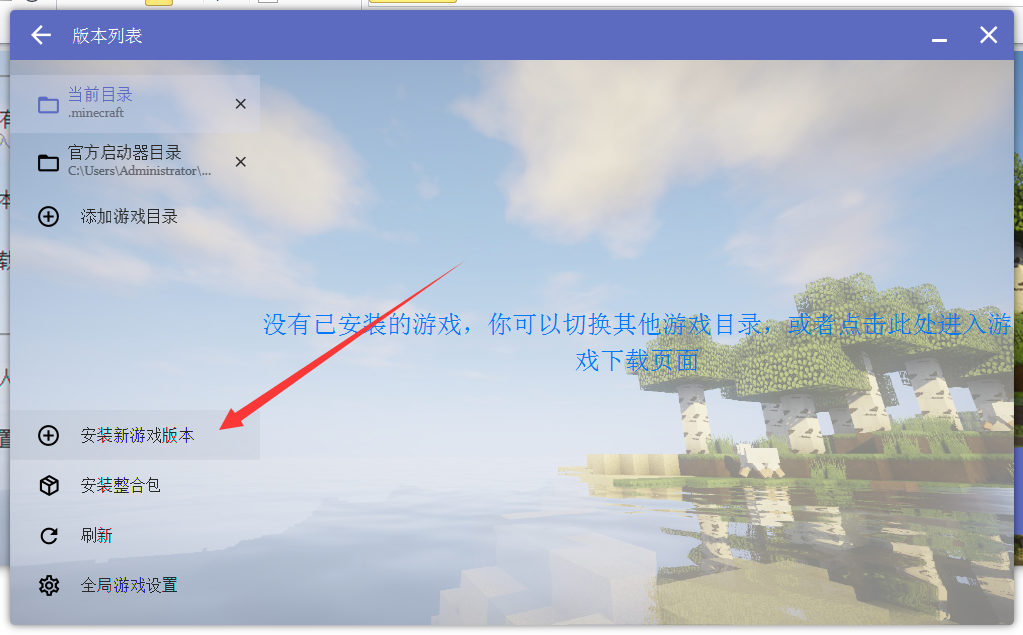 版本列表
当前目录
.minecraft
官方启动器目录
C:\Users\Administrator\...
添加游戏目录
没有已安装的游戏，你可以切换其他游戏目录，或者点击此处进入游
戏下载页面
安装新游戏版本
安装整合包
刷新
全局游戏设置